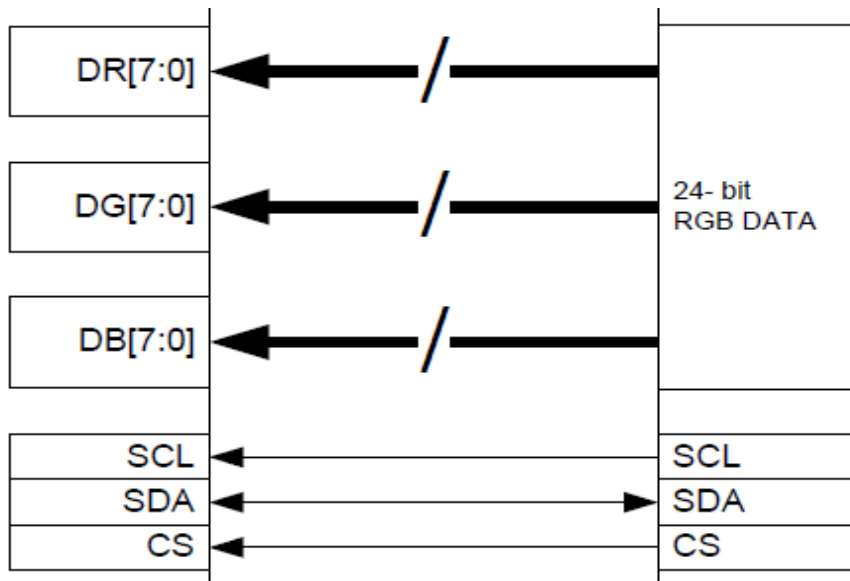 DR[7:0]
DG[7:0]
24- bit
RGB DATA
DB[7:0]
SCL
SCL
SDA
SDA
CS
CS